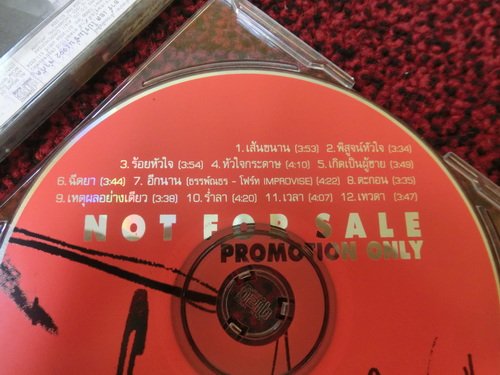 1. เส้นขนาน (3:53) 2. พิสูจน์หัวใจ (3:34)
3. ร้อยหัวใจ (3:54) 4. หัวใจกระดาษ (4:10) 5. เกิดเป็นผู้ชาย (3:49)
6. ฉีดยา (3:44) 7. อีกนาน (ธรรพ์ณธร - โฟร์ท IMPROVISE) (4:22) 8. ตะกอน (3:35)
9. เหตุผลอย่างเดียว (3:38) 10. ร่ำลา (4:20) 11. เวลา (4:07) 12. เทวดา (3:47)
NOT FOR SALE
PROMOTION ONLY